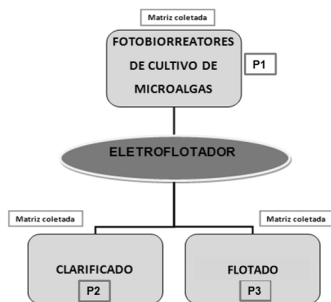 Matriz coletada
FOTOBIORREATORES
DE CULTIVO DE
MICROALGAS
P1
ELETROFLOTADOR
Matriz coletada
Matriz coletada
CLARIFICADO
P2
FLOTADO
P3